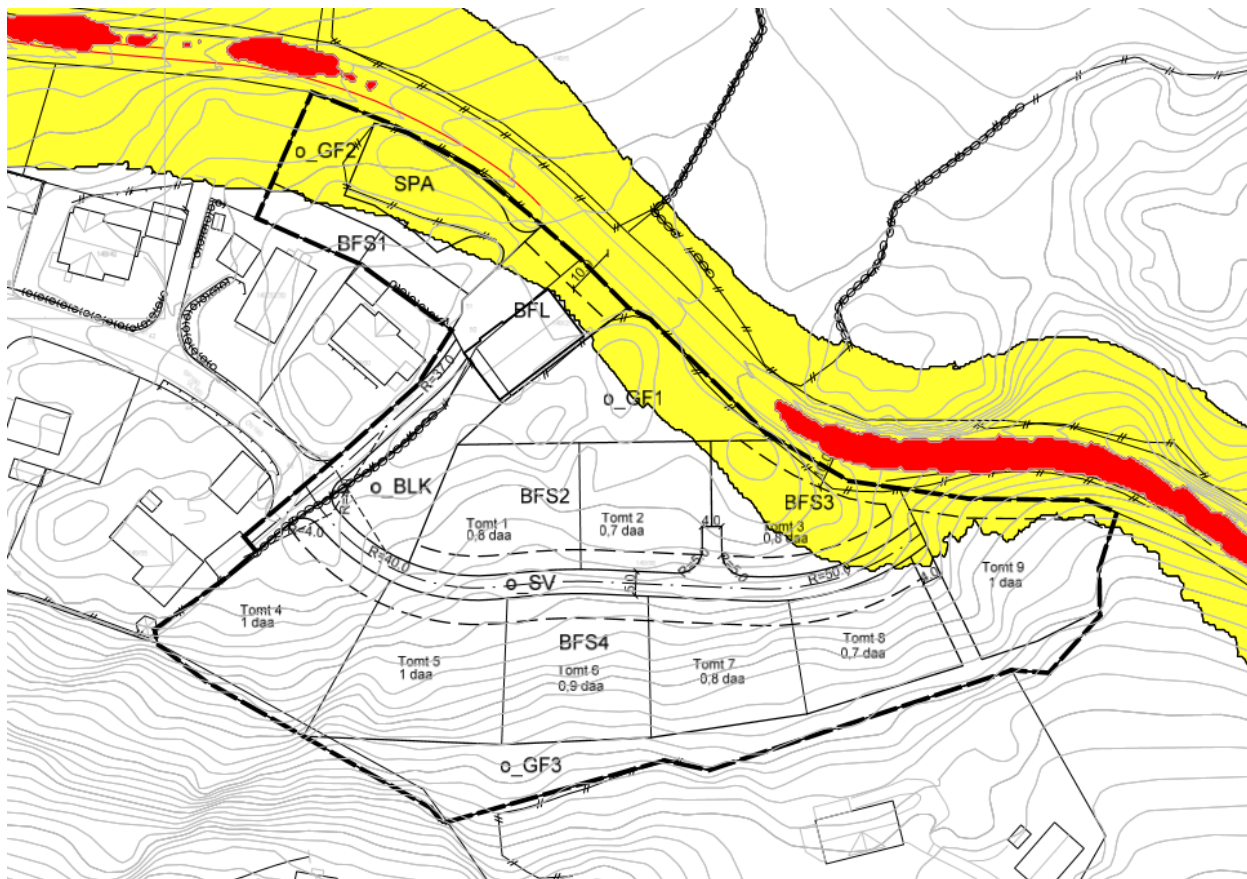 o_GF2
SPA
BFS1
BFL
R=37.0
o_GF1
o_BLK
BFS2
BFS3
Tomt 1
0,8 daa
Tomt 2
0,7 daa
4.0
Tomt 3
0,8 daa
R=4.0
R=40.0
o_SV
5.0
R=50.0
4.0
Tomt 9
1 daa
Tomt 4
1 daa
BFS4
Tomt 5
1 daa
Tomt 6
0,9 daa
Tomt 7
0,8 daa
Tomt 8
0,7 daa
o_GF3